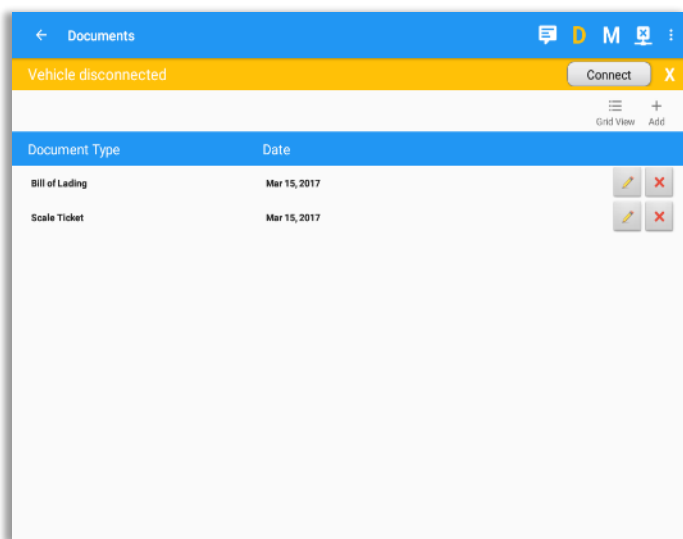 Documents D M
Vehicle disconnected Connect X
Grid View Add
Document Type Date
Bill of Lading Mar 15, 2017
Scale Ticket Mar 15, 2017